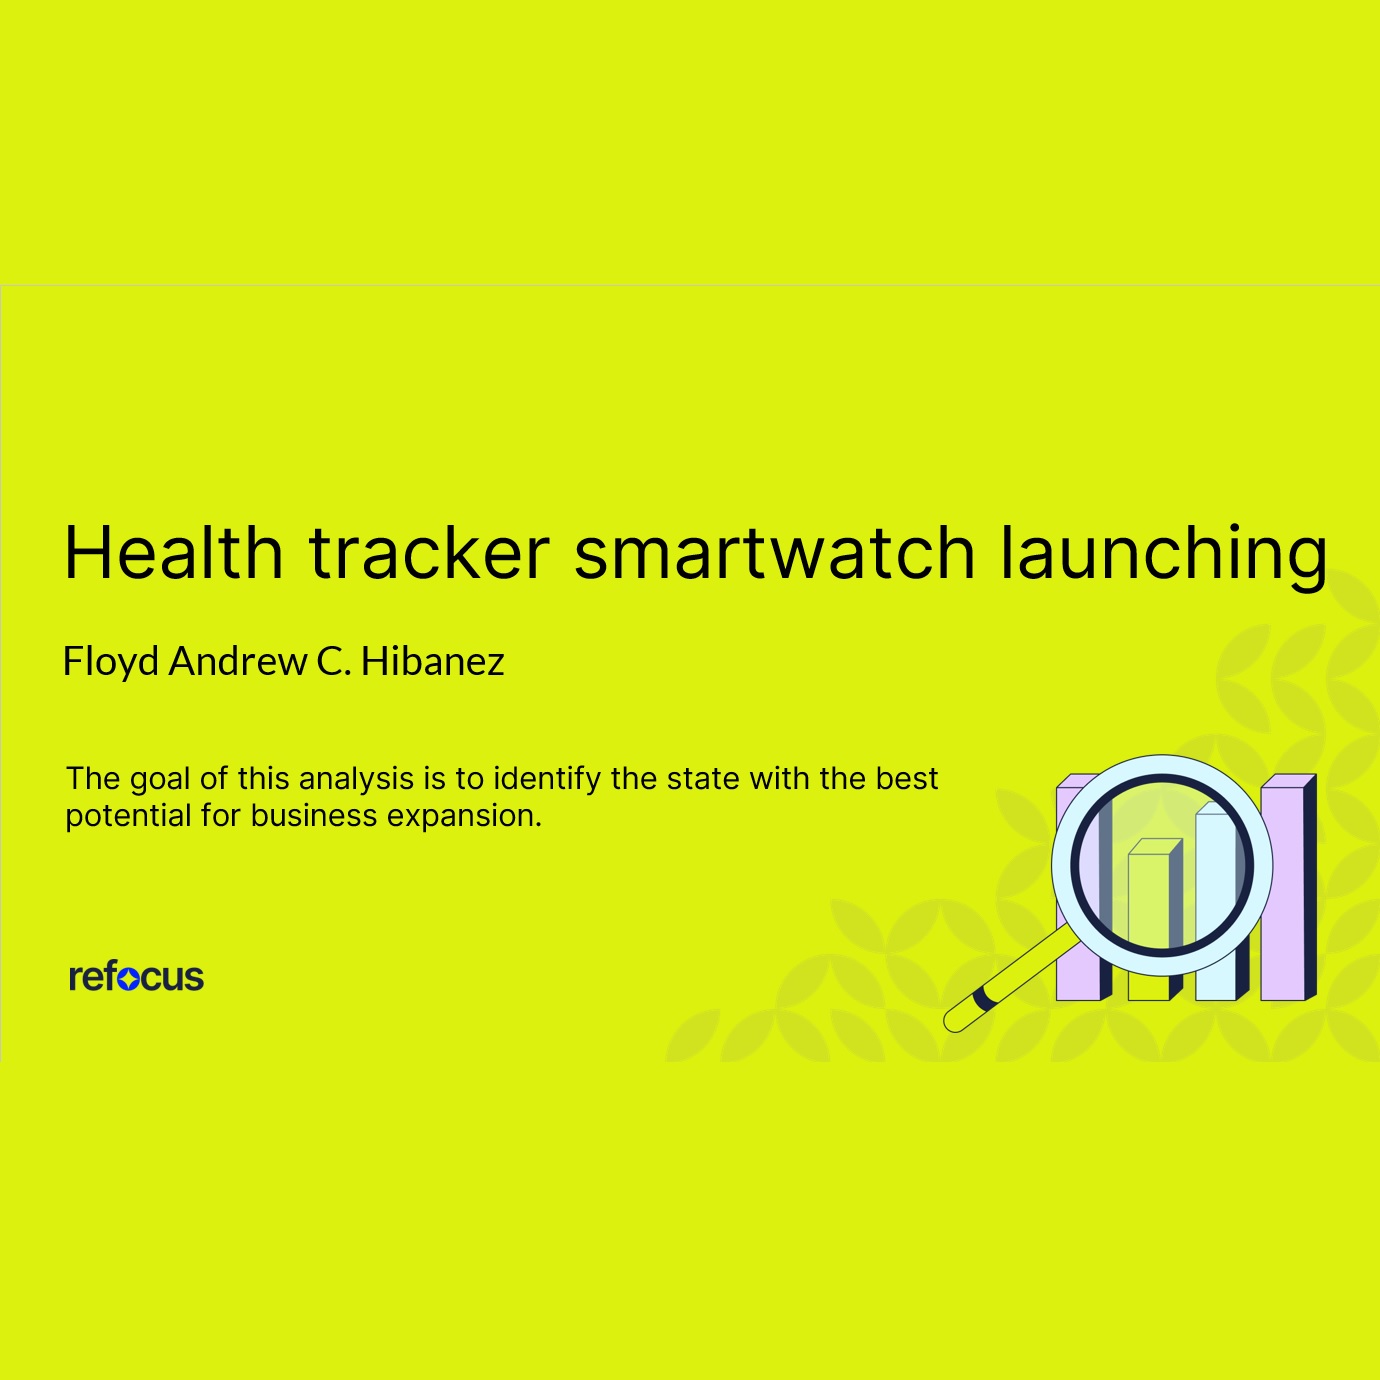 Health tracker smartwatch launching
Floyd Andrew C. Hibanez
The goal of this analysis is to identify the state with the best
potential for business expansion.
refocus